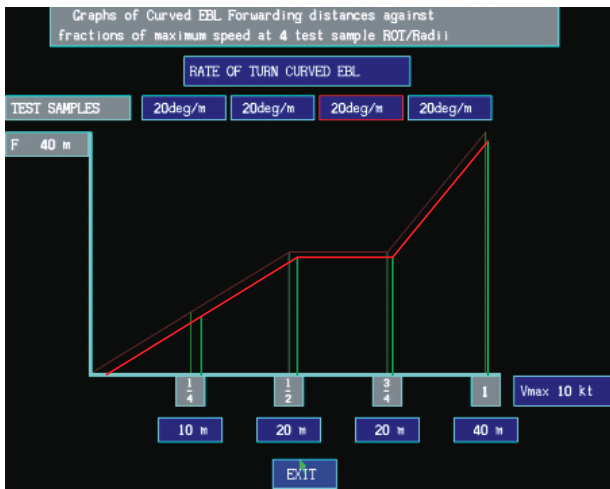 Graphs of Curved EBL Forwarding distances against
fractions of maximum speed at 4 test sample ROT/Radii
RATE OF TURN CURVED EBL
TEST SAMPLES 20deg/m 20deg/m 20deg/m 20deg/m
F 40 m
1/4 1/2 3/4 1 Vmax 10 kt
10 m 20 m 20 m 40 m
EXIT